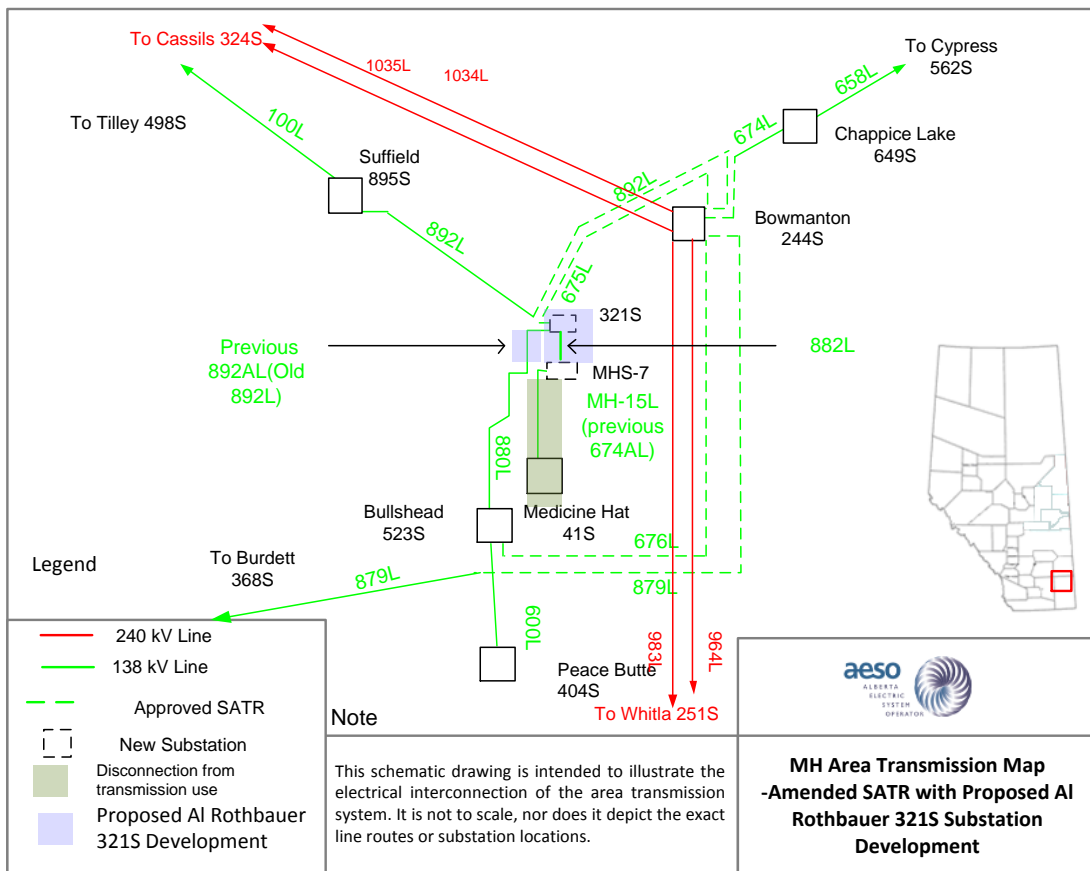 To Cassils 324S
1035L
1034L
To Cypress
562S
658L
To Tilley 498S
100L
674L
Chappice Lake
649S
Suffield
895S
892L
Bowmanton
244S
892L
675L
321S
Previous
892AL(Old
892L)
882L
MHS-7
MH-15L
(previous
674AL)
880L
Bullshead
523S
Medicine Hat
41S
676L
Legend
To Burdett
368S
879L
879L
600L
983L
964L
Peace Butte
404S
To Whitla 251S
240 kV Line
138 kV Line
Approved SATR
New Substation
Disconnection from
transmission use
Proposed Al Rothbauer
321S Development
Note
This schematic drawing is intended to illustrate the
electrical interconnection of the area transmission
system. It is not to scale, nor does it depict the exact
line routes or substation locations.
aeso
ALBERTA
ELECTRIC
SYSTEM
OPERATOR
MH Area Transmission Map
-Amended SATR with Proposed Al
Rothbauer 321S Substation
Development